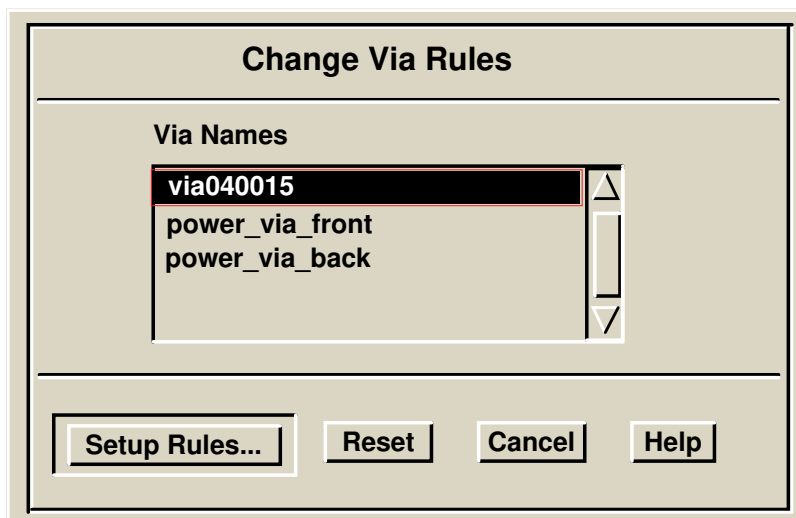 Change Via Rules
Via Names
via040015
power_via_front
power_via_back
Setup Rules... Reset Cancel Help